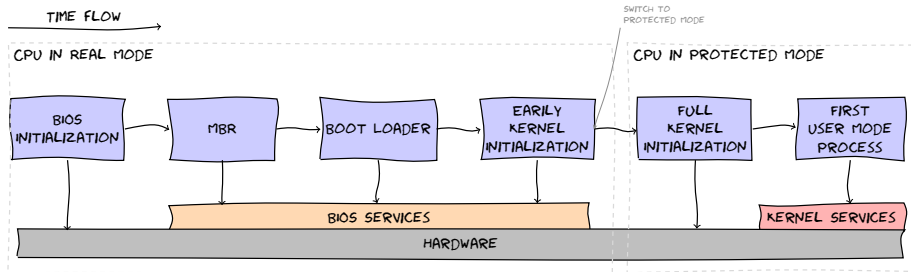 TIME FLOW
SWITCH TO
PROTECTED MODE
CPU IN REAL MODE
CPU IN PROTECTED MODE
BIOS
INITIALIZATION
MBR
BOOT LOADER
EARILY
KERNEL
INITIALIZATION
FULL
KERNEL
INITIALIZATION
FIRST
USER MODE
PROCESS
BIOS SERVICES
KERNEL SERVICES
HARDWARE